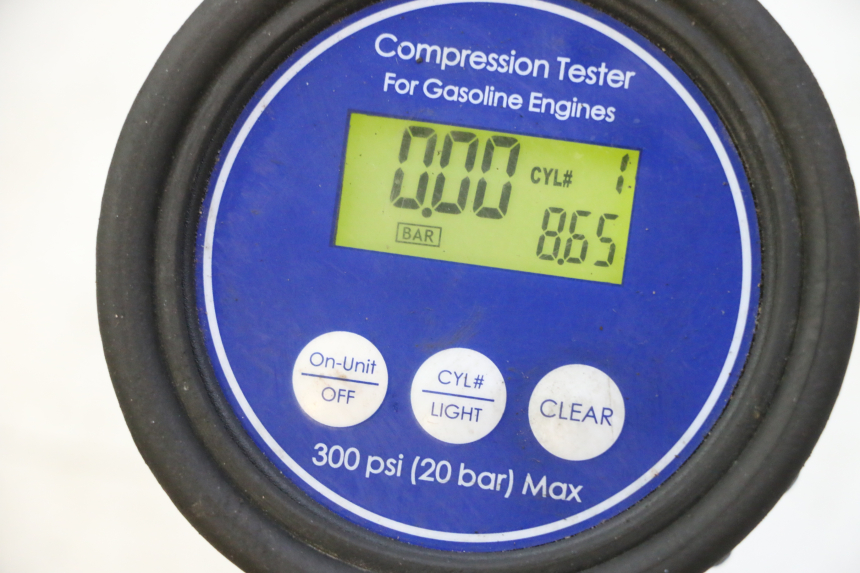 Compression Tester
For Gasoline Engines
0.00 CYL# 1
BAR 8.65
On-Unit
OFF
CYL#
LIGHT
CLEAR
300 psi (20 bar) Max